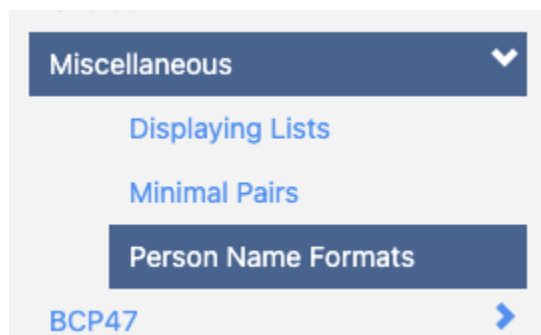 Miscellaneous
Displaying Lists
Minimal Pairs
Person Name Formats
BCP47